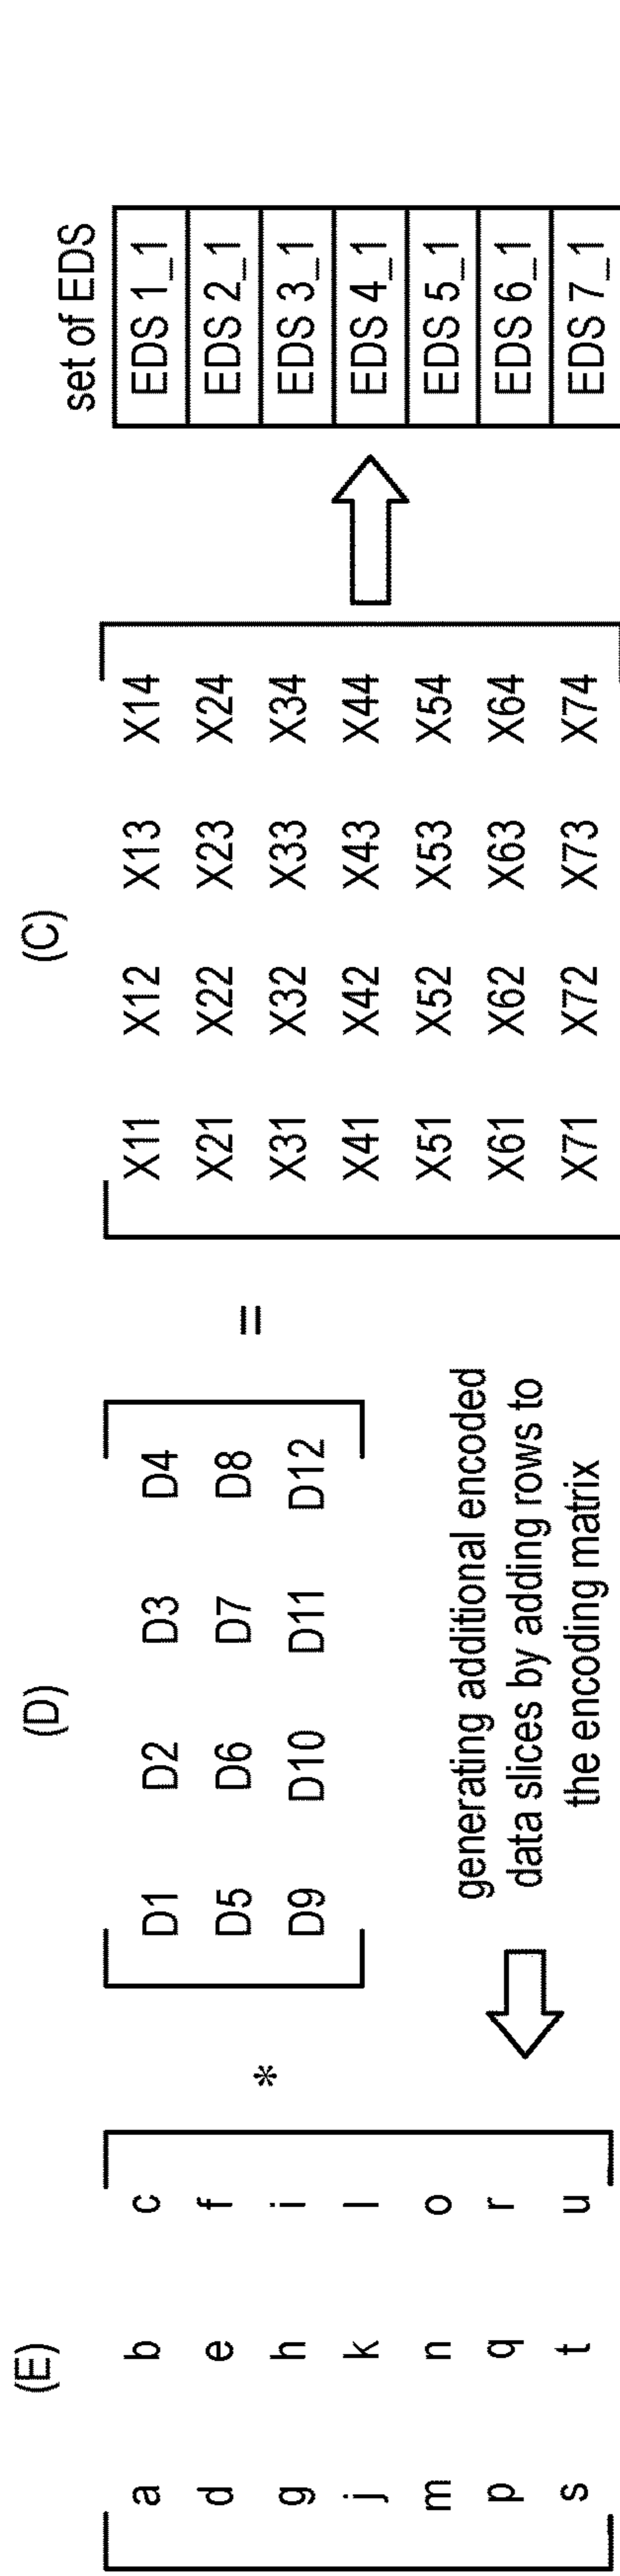 (E)
a b c
d e f
g h i
j k l
m n o
p q r
s t u
*
(D)
D1 D2 D3 D4
D5 D6 D7 D8
D9 D10 D11 D12
generating additional encoded
data slices by adding rows to
the encoding matrix
=
(C)
X11 X12 X13 X14
X21 X22 X23 X24
X31 X32 X33 X34
X41 X42 X43 X44
X51 X52 X53 X54
X61 X62 X63 X64
X71 X72 X73 X74
set of EDS
EDS 1_1
EDS 2_1
EDS 3_1
EDS 4_1
EDS 5_1
EDS 6_1
EDS 7_1